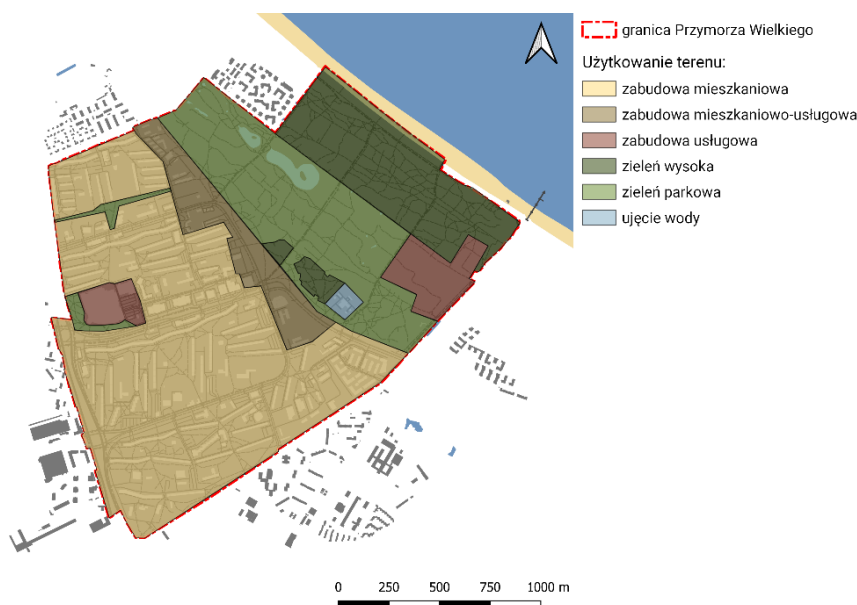 granica Przymorza Wielkiego
Użytkowanie terenu:
zabudowa mieszkaniowa
zabudowa mieszkaniowo-usługowa
zabudowa usługowa
zieleń wysoka
zieleń parkowa
ujęcie wody
0 250 500 750 1000 m